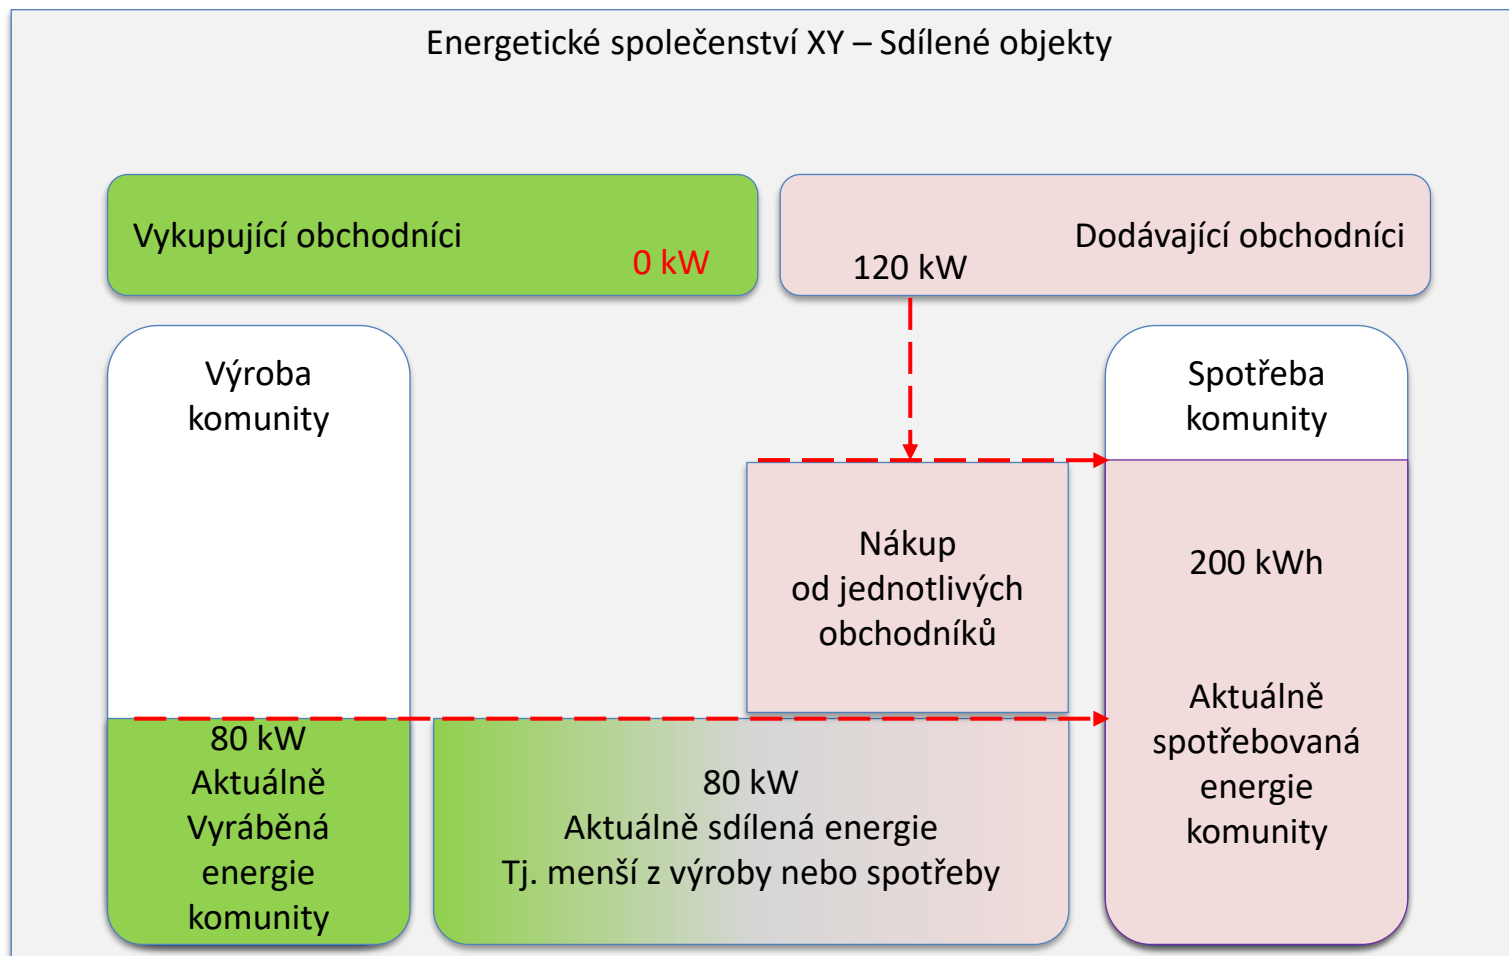 Energetické společenství XY – Sdílené objekty
Vykupující obchodníci
0 kW
Dodávající obchodníci
120 kW
Výroba
komunity
Spotřeba
komunity
Nákup
od jednotlivých
obchodníků
200 kWh
80 kW
Aktuálně
Vyráběná
energie
komunity
80 kW
Aktuálně sdílená energie
Tj. menší z výroby nebo spotřeby
Aktuálně
spotřebovaná
energie
komunity